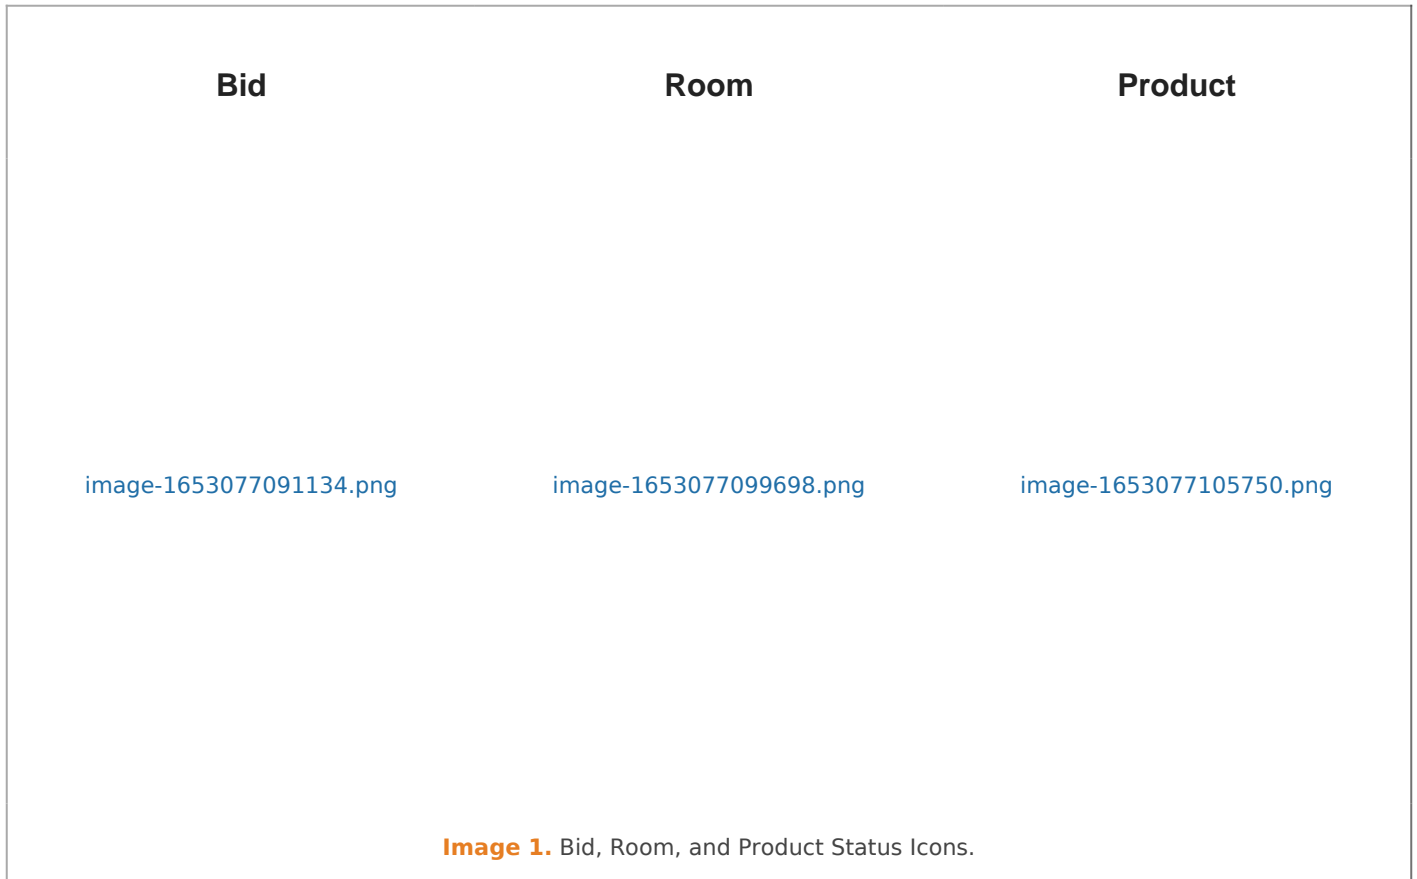 Bid Room Product
image-1653077091134.png image-1653077099698.png image-1653077105750.png
Image 1. Bid, Room, and Product Status Icons.